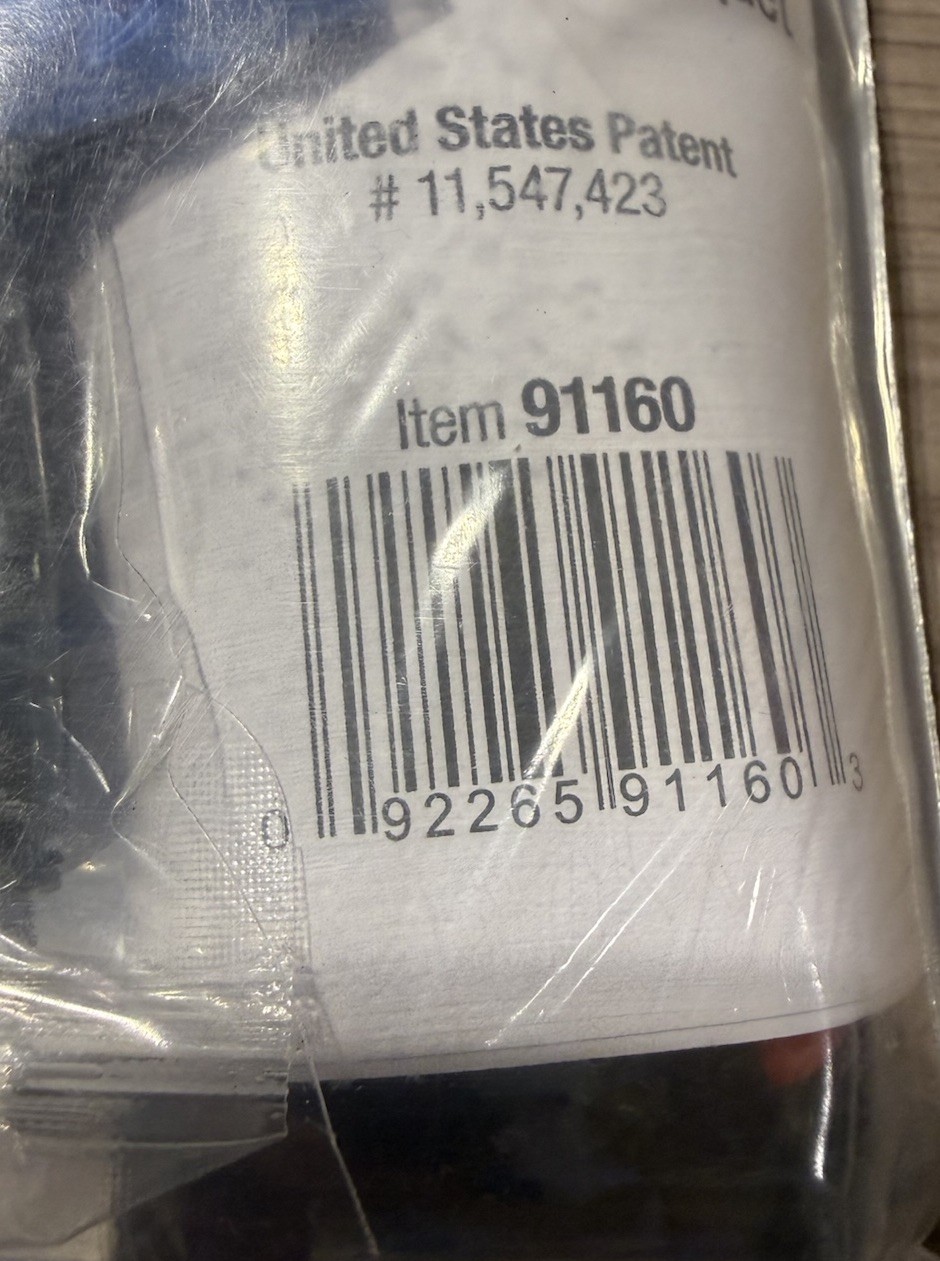 United States Patent
# 11,547,423
Item 91160
0 92265 91160 3